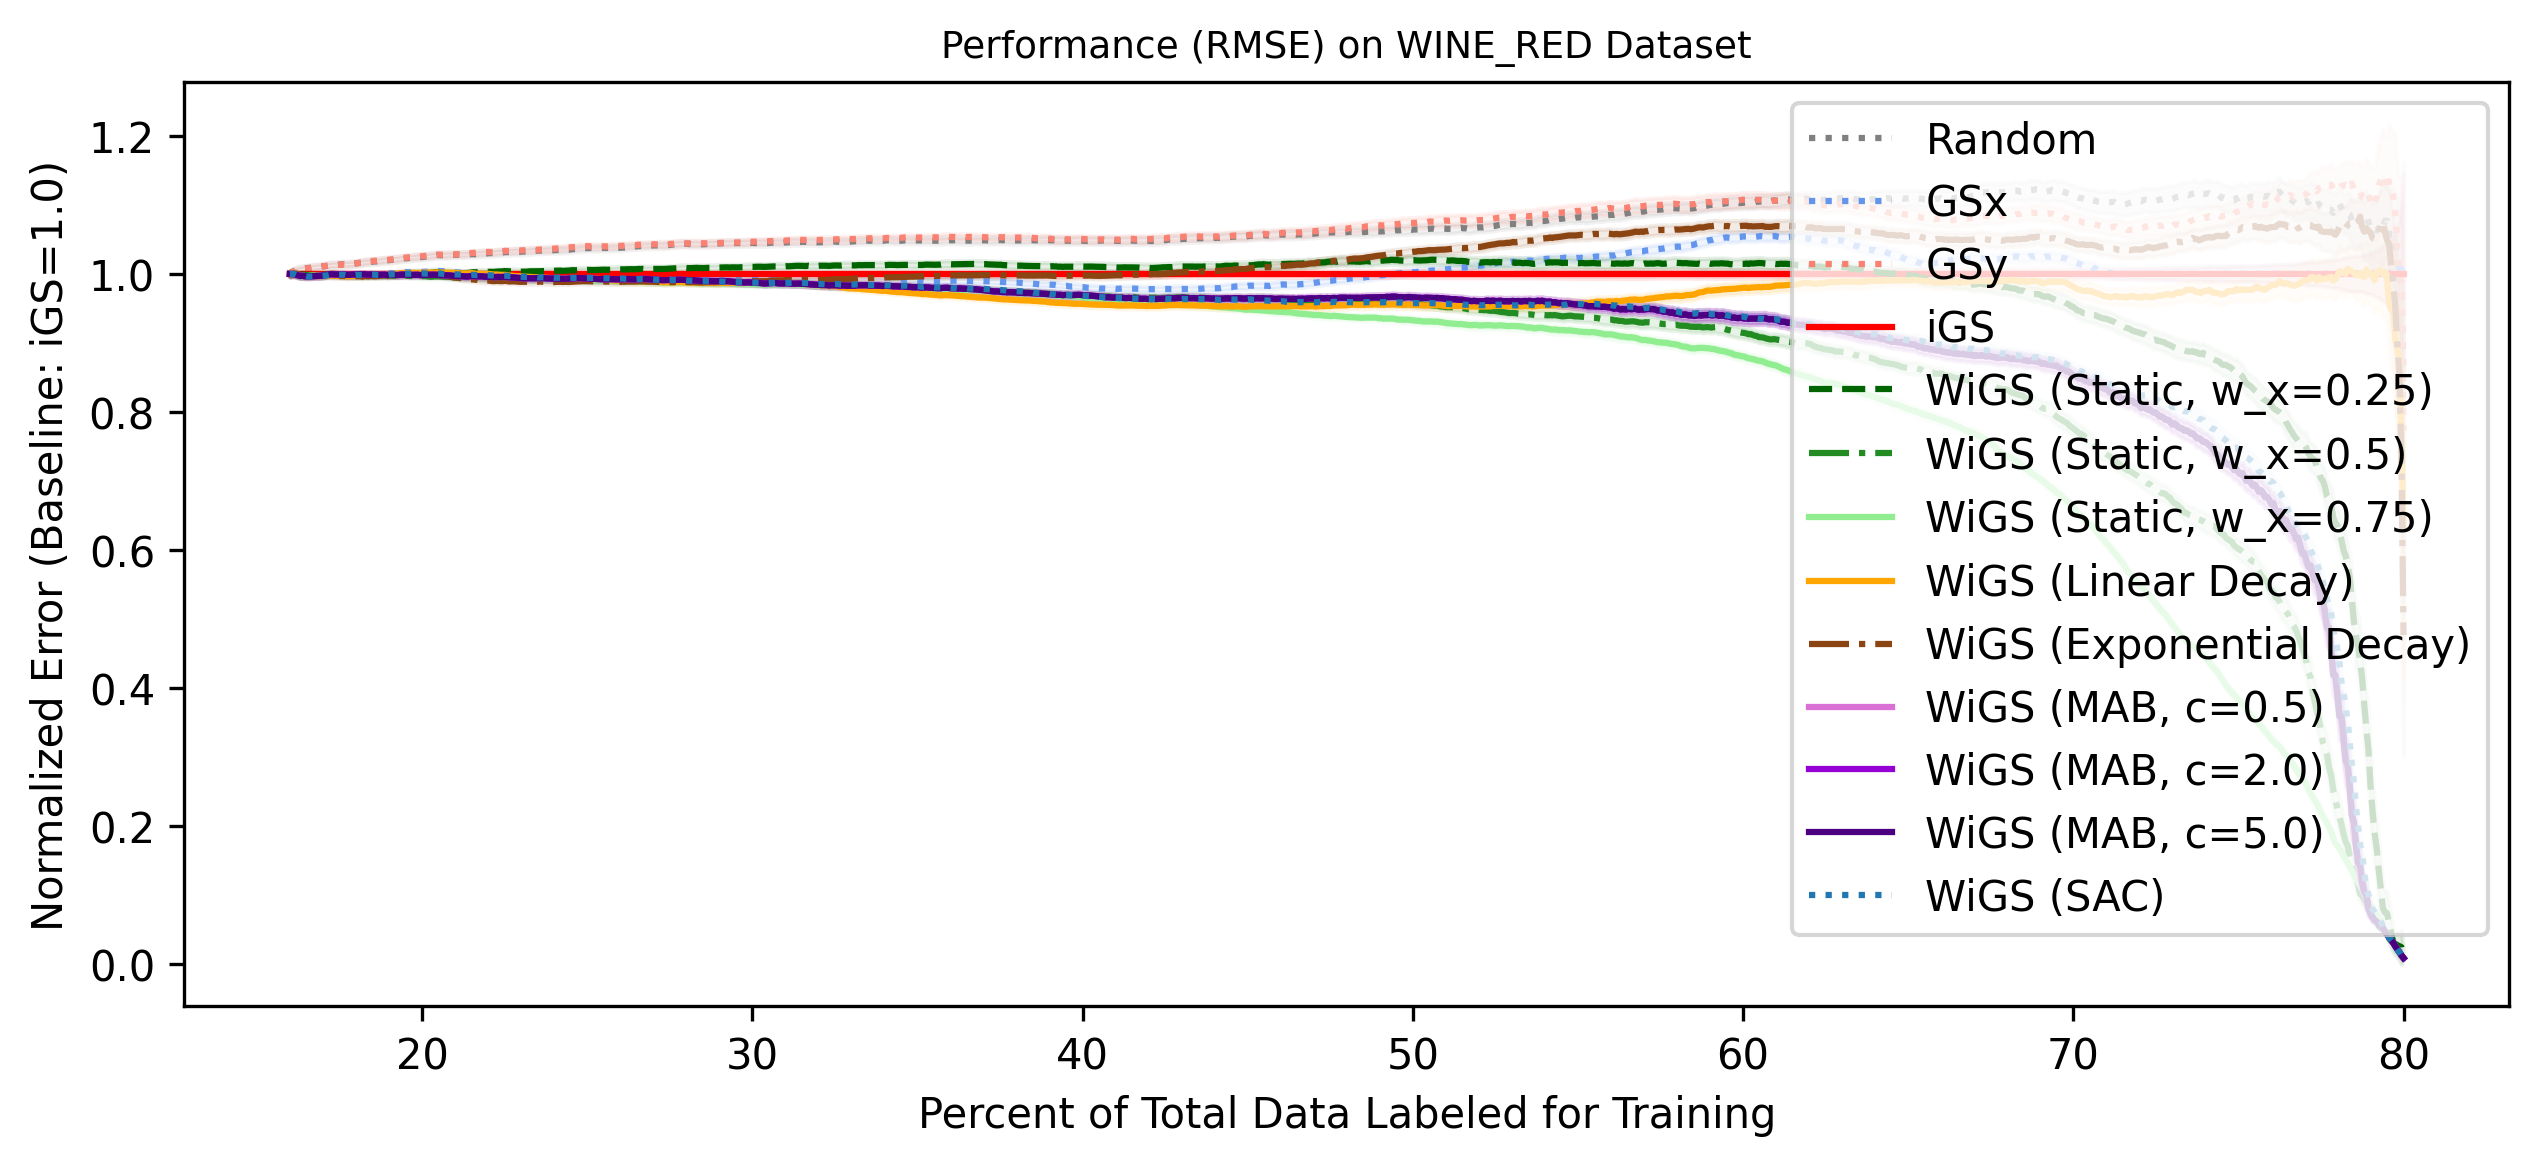 Performance (RMSE) on WINE_RED Dataset
Normalized Error (Baseline: iGS=1.0)
1.2
1.0
0.8
0.6
0.4
0.2
0.0
Random
GSx
GSy
iGS
WiGS (Static, w_x=0.25)
WiGS (Static, w_x=0.5)
WiGS (Static, w_x=0.75)
WiGS (Linear Decay)
WiGS (Exponential Decay)
WiGS (MAB, c=0.5)
WiGS (MAB, c=2.0)
WiGS (MAB, c=5.0)
WiGS (SAC)
20 30 40 50 60 70 80
Percent of Total Data Labeled for Training